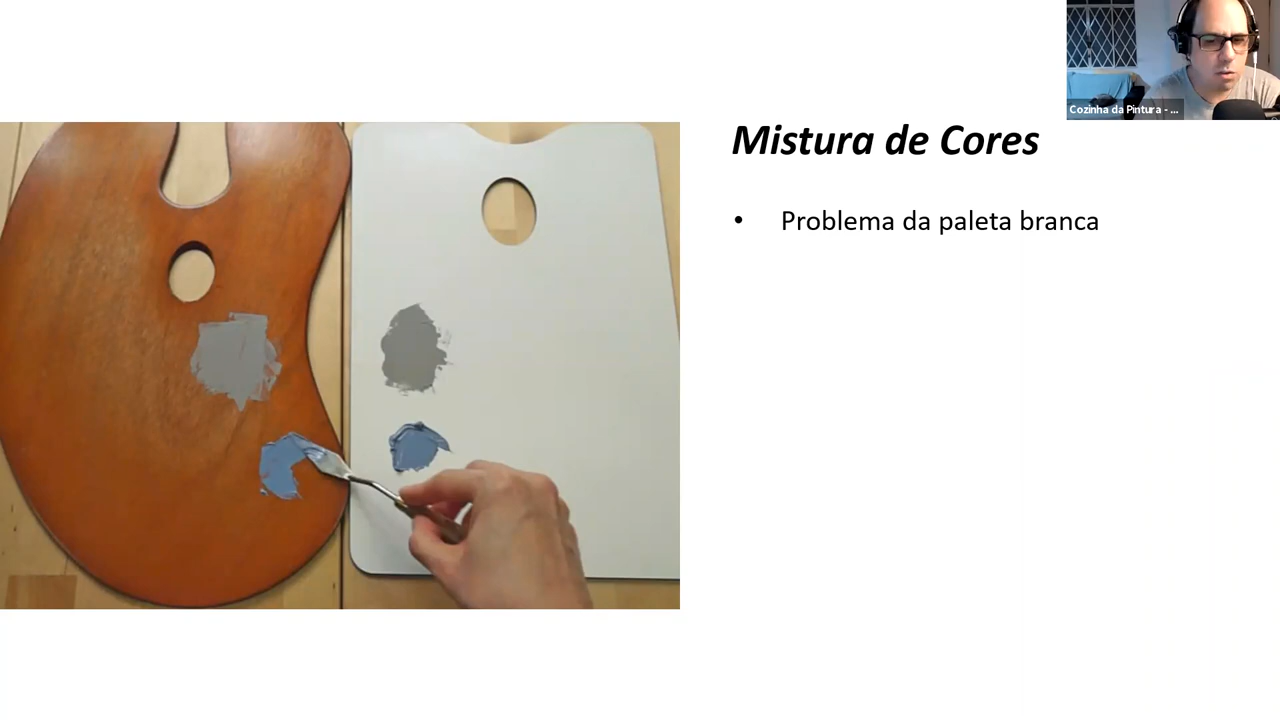 Cozinha da Pintura - ...
Mistura de Cores
• Problema da paleta branca